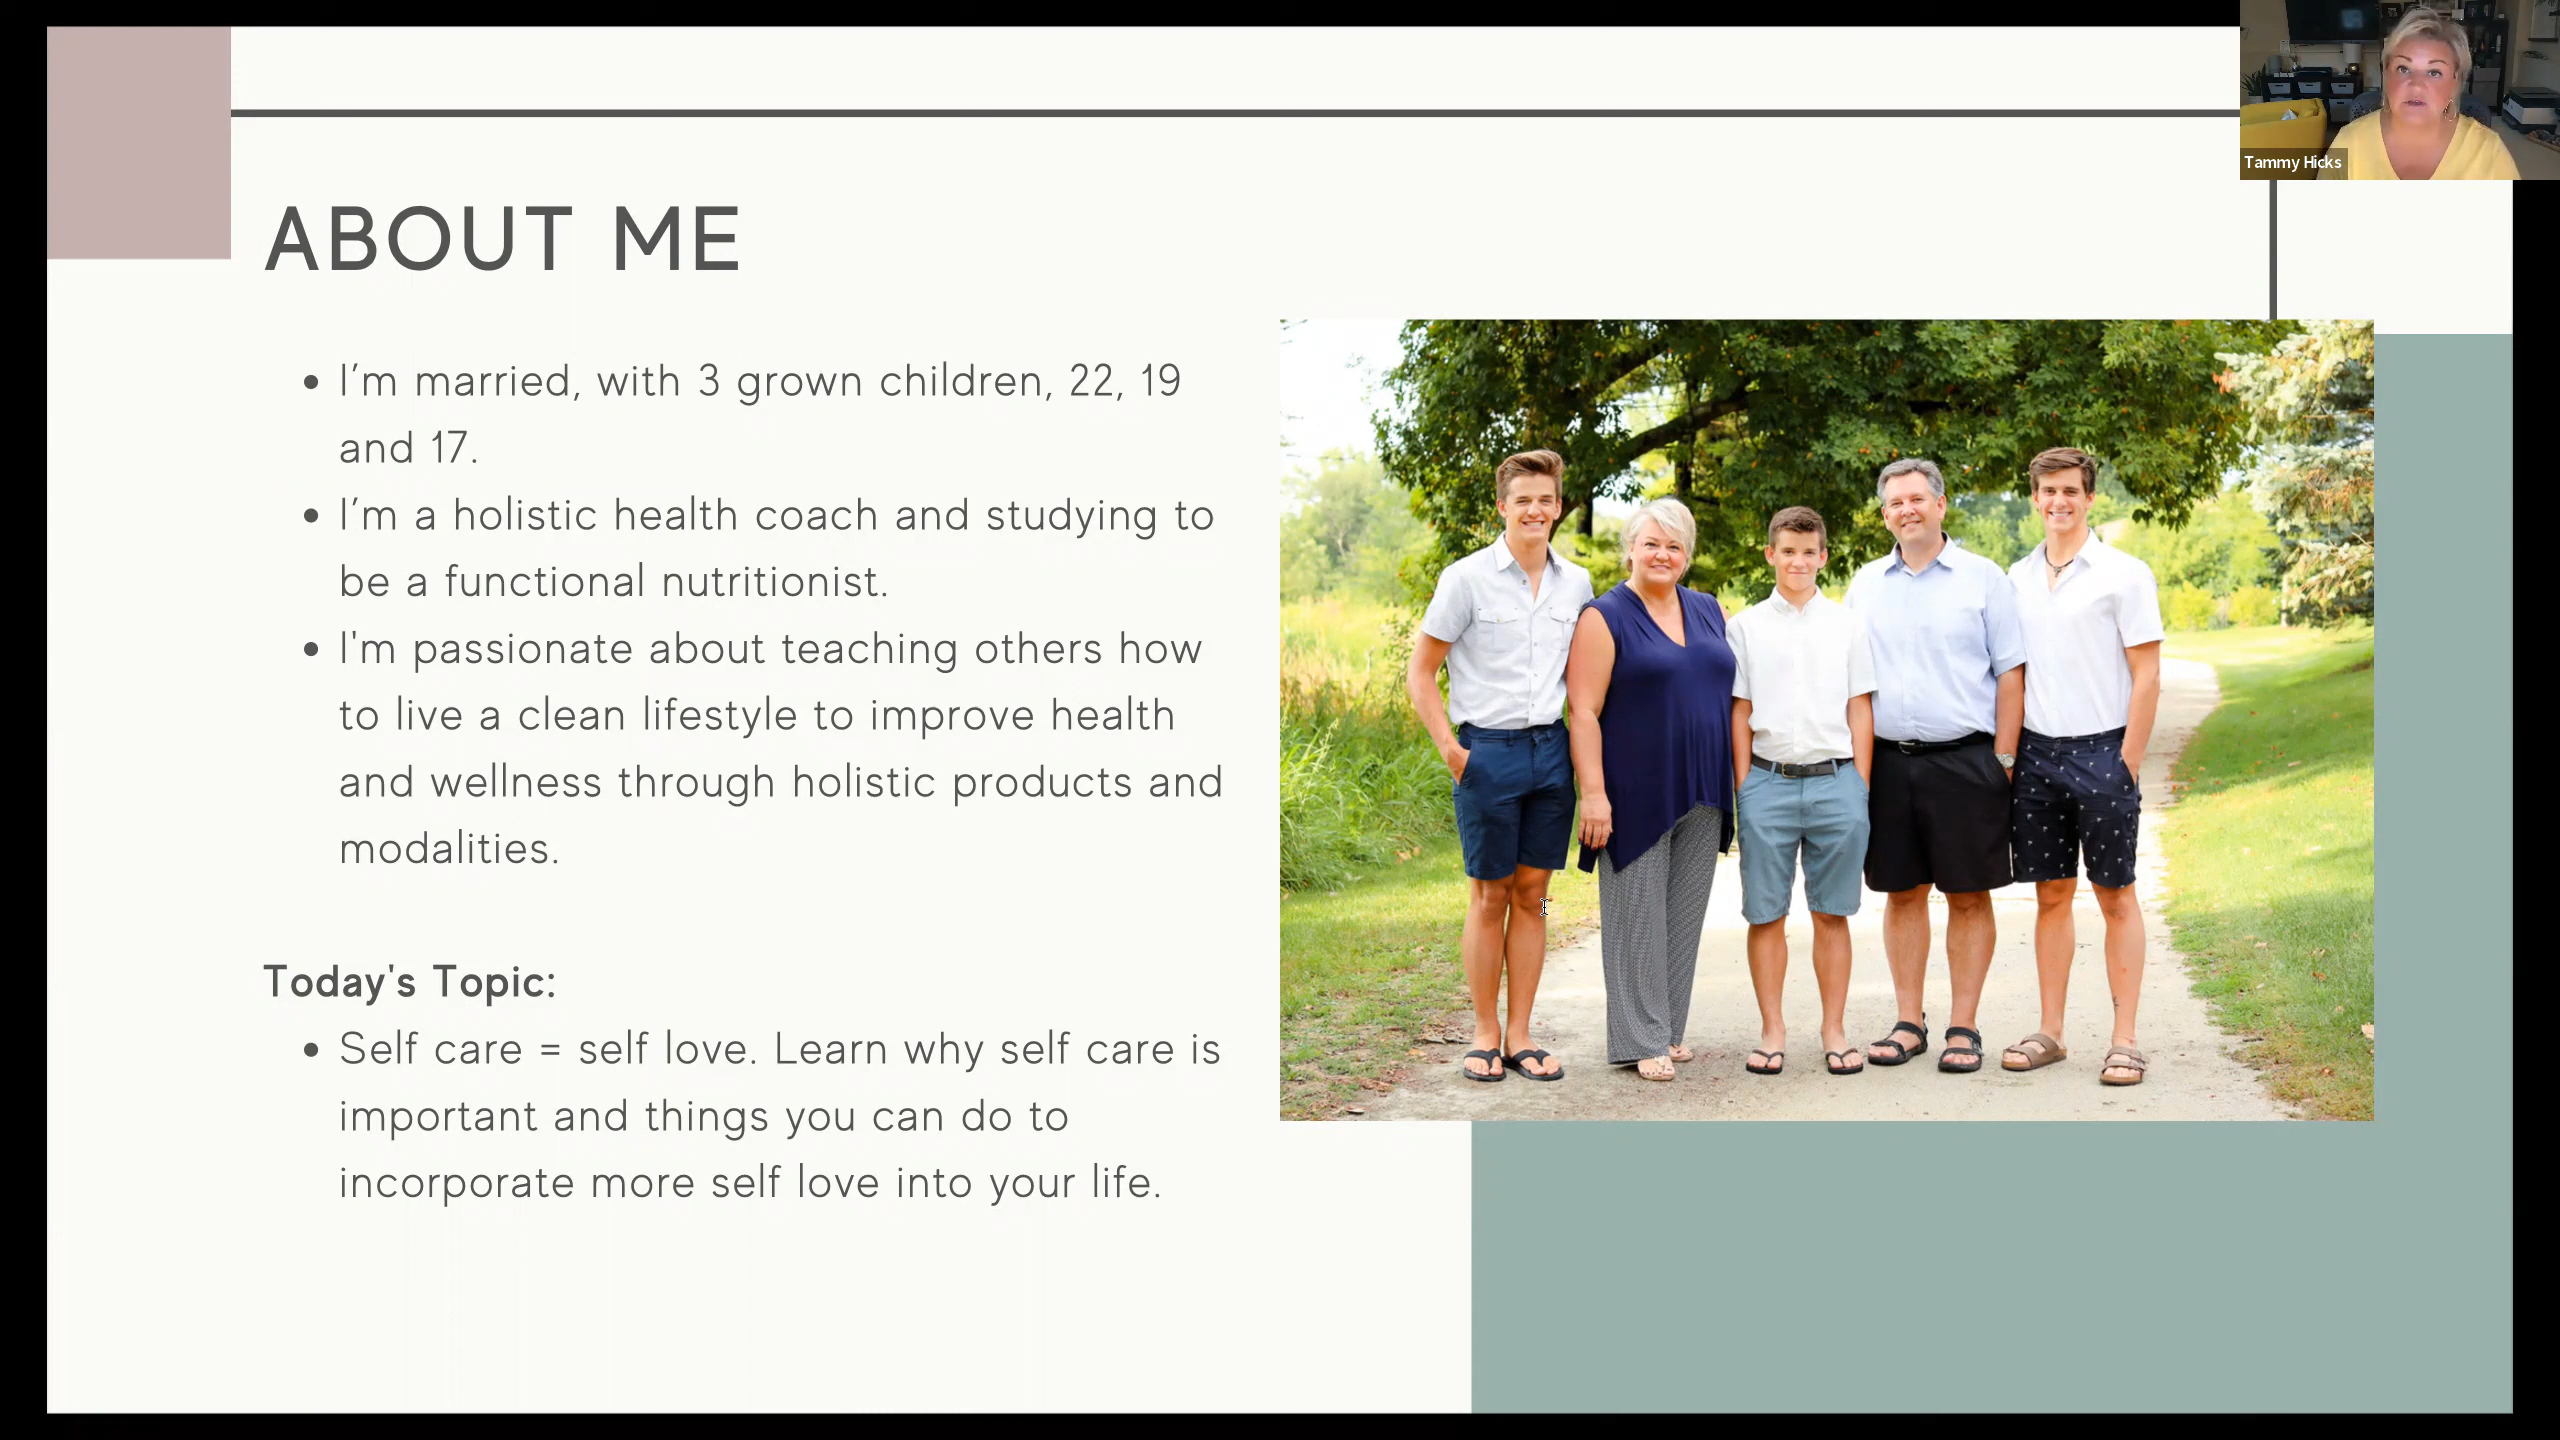 Tammy Hicks
ABOUT ME
• I’m married, with 3 grown children, 22, 19
and 17.
• I’m a holistic health coach and studying to
be a functional nutritionist.
• I'm passionate about teaching others how
to live a clean lifestyle to improve health
and wellness through holistic products and
modalities.
Today's Topic:
• Self care = self love. Learn why self care is
important and things you can do to
incorporate more self love into your life.